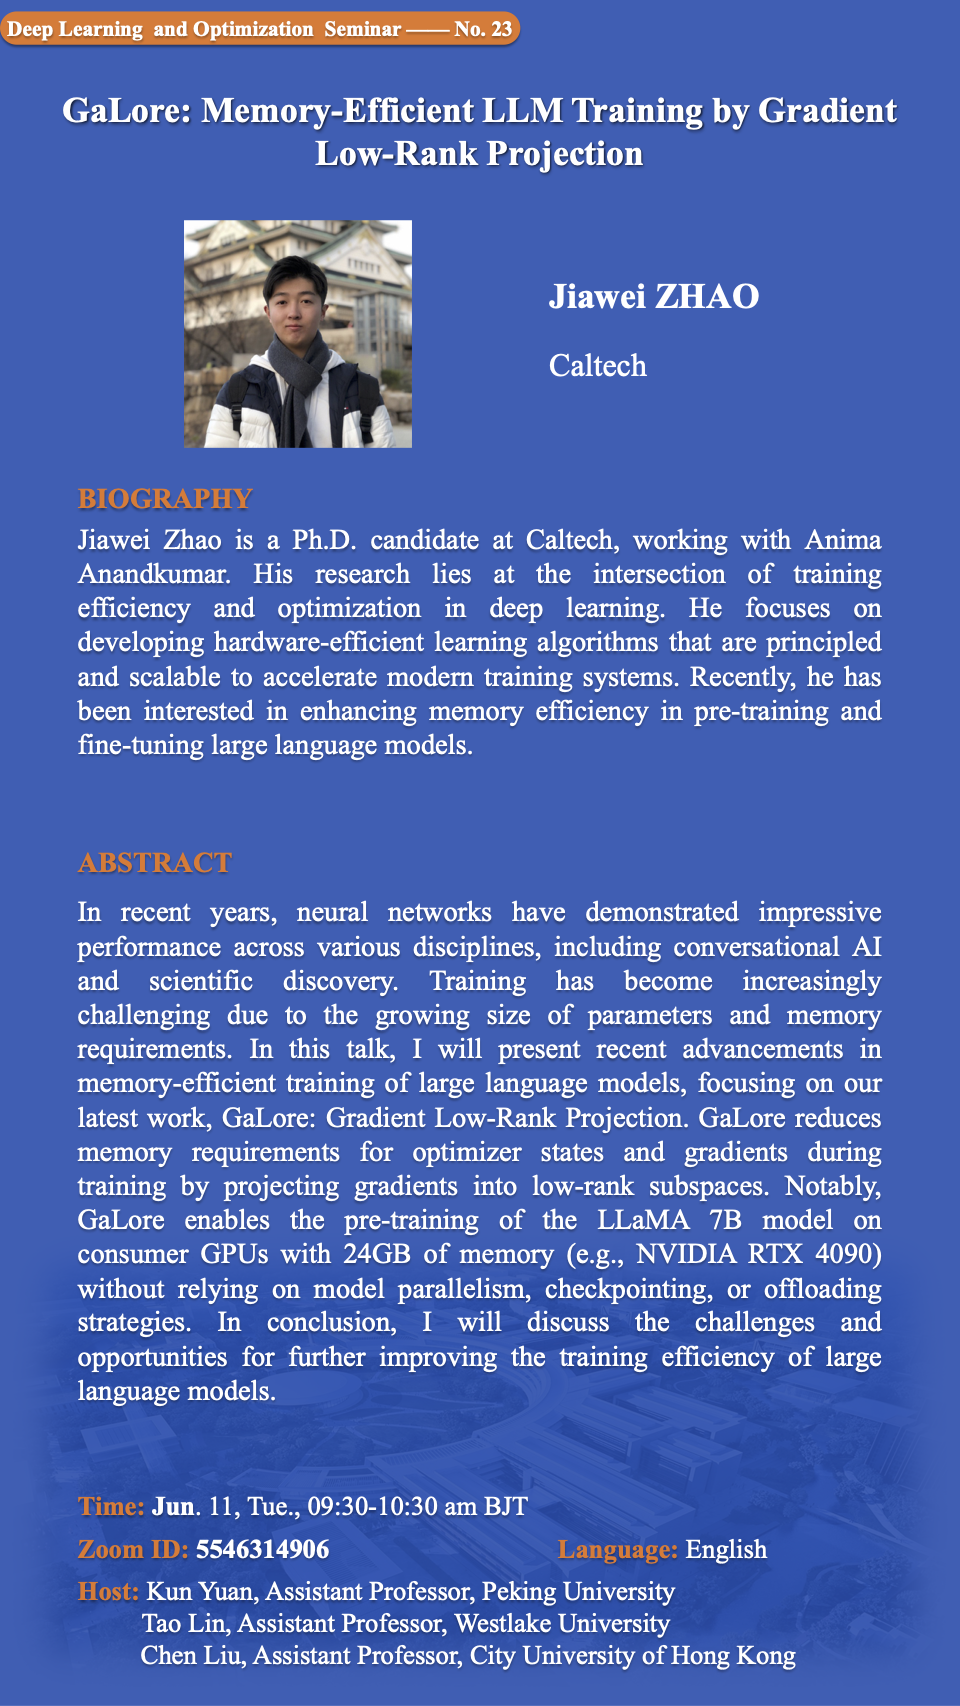 Deep Learning and Optimization Seminar —— No. 23
GaLore: Memory-Efficient LLM Training by Gradient
Low-Rank Projection
Jiawei ZHAO
Caltech
BIOGRAPHY
Jiawei Zhao is a Ph.D. candidate at Caltech, working with Anima
Anandkumar. His research lies at the intersection of training
efficiency and optimization in deep learning. He focuses on
developing hardware-efficient learning algorithms that are principled
and scalable to accelerate modern training systems. Recently, he has
been interested in enhancing memory efficiency in pre-training and
fine-tuning large language models.
ABSTRACT
In recent years, neural networks have demonstrated impressive
performance across various disciplines, including conversational AI
and scientific discovery. Training has become increasingly
challenging due to the growing size of parameters and memory
requirements. In this talk, I will present recent advancements in
memory-efficient training of large language models, focusing on our
latest work, GaLore: Gradient Low-Rank Projection. GaLore reduces
memory requirements for optimizer states and gradients during
training by projecting gradients into low-rank subspaces. Notably,
GaLore enables the pre-training of the LLaMA 7B model on
consumer GPUs with 24GB of memory (e.g., NVIDIA RTX 4090)
without relying on model parallelism, checkpointing, or offloading
strategies. In conclusion, I will discuss the challenges and
opportunities for further improving the training efficiency of large
language models.
Time: Jun. 11, Tue., 09:30-10:30 am BJT
Zoom ID: 5546314906 Language: English
Host: Kun Yuan, Assistant Professor, Peking University
Tao Lin, Assistant Professor, Westlake University
Chen Liu, Assistant Professor, City University of Hong Kong